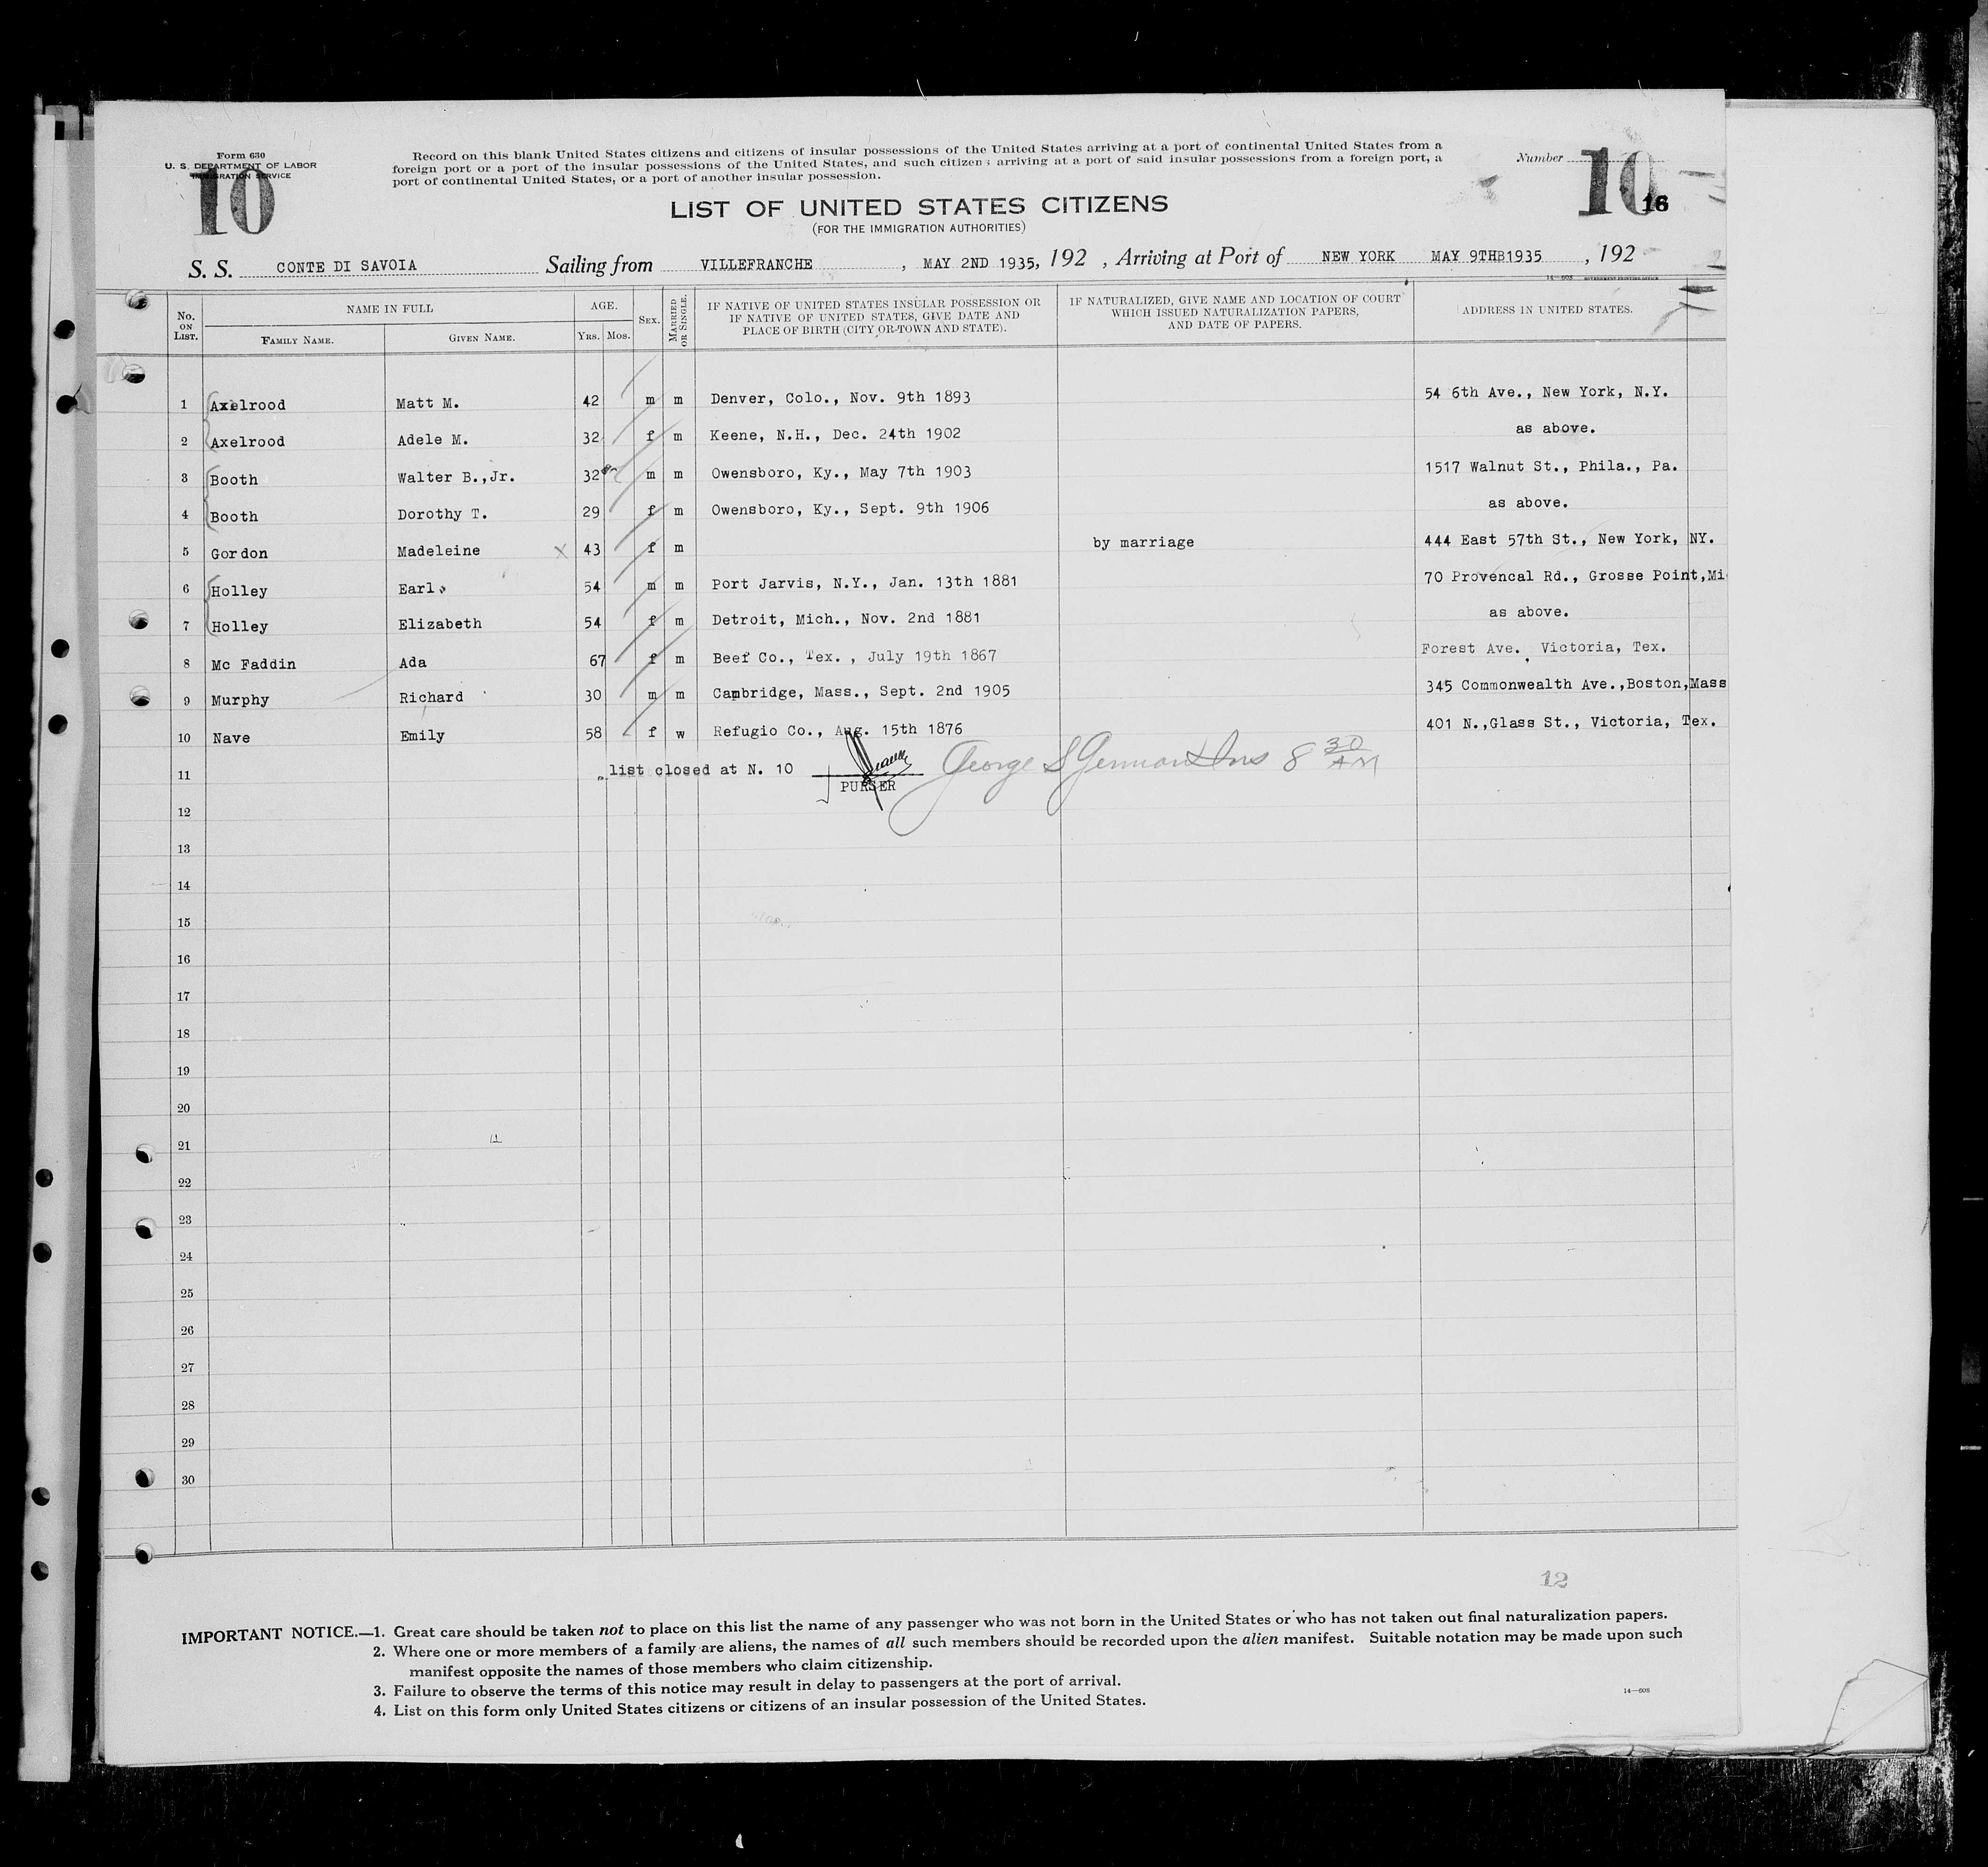 Form 630
U. S. DEPARTMENT OF LABOR
IMMIGRATION SERVICE
10
Record on this blank United States citizens and citizens of insular possessions of the United States arriving at a port of continental United States from a
foreign port or a port of the insular possessions of the United States, and such citizens arriving at a port of said insular possessions from a foreign port, a
port of continental United States, or a port of another insular possession.
Number
10
16
LIST OF UNITED STATES CITIZENS
(FOR THE IMMIGRATION AUTHORITIES)
S. S. CONTE DI SAVOIA Sailing from VILLEFRANCHE , MAY 2ND 1935, 192 , Arriving at Port of NEW YORK MAY 9THB1935 , 192
14—608 GOVERNMENT PRINTING OFFICE
No. ON LIST. NAME IN FULL AGE. SEX. MARRIED OR SINGLE. IF NATIVE OF UNITED STATES INSULAR POSSESSION OR IF NATIVE OF UNITED STATES, GIVE DATE AND PLACE OF BIRTH (CITY OR TOWN AND STATE). IF NATURALIZED, GIVE NAME AND LOCATION OF COURT WHICH ISSUED NATURALIZATION PAPERS, AND DATE OF PAPERS. ADDRESS IN UNITED STATES.
FAMILY NAME. GIVEN NAME. YRS. MOS.
1 Axelrood Matt M. 42 m m Denver, Colo., Nov. 9th 1893 54 6th Ave., New York, N.Y.
2 Axelrood Adele M. 32 f m Keene, N.H., Dec. 24th 1902 as above.
3 Booth Walter B.,Jr. 32 m m Owensboro, Ky., May 7th 1903 1517 Walnut St., Phila., Pa.
4 Booth Dorothy T. 29 f m Owensboro, Ky., Sept. 9th 1906 as above.
5 Gordon Madeleine X 43 f m by marriage 444 East 57th St., New York, NY.
6 Holley Earl 54 m m Port Jarvis, N.Y., Jan. 13th 1881 70 Provencal Rd., Grosse Point,Mi
7 Holley Elizabeth 54 f m Detroit, Mich., Nov. 2nd 1881 as above.
8 Mc Faddin Ada 67 f m Beef Co., Tex. , July 19th 1867 Forest Ave., Victoria, Tex.
9 Murphy Richard 30 m m Cambridge, Mass., Sept. 2nd 1905 345 Commonwealth Ave.,Boston,Mass
10 Nave Emily 58 f w Refugio Co., Aug. 15th 1876 401 N.,Glass St., Victoria, Tex.
11 list closed at N. 10 George S 8 30 AM
PURSER
12
13
14
15
16
17
18
19
20
21
22
23
24
25
26
27
28
29
30
12
IMPORTANT NOTICE.—1. Great care should be taken not to place on this list the name of any passenger who was not born in the United States or who has not taken out final naturalization papers.
2. Where one or more members of a family are aliens, the names of all such members should be recorded upon the alien manifest. Suitable notation may be made upon such
manifest opposite the names of those members who claim citizenship.
3. Failure to observe the terms of this notice may result in delay to passengers at the port of arrival.
4. List on this form only United States citizens or citizens of an insular possession of the United States.
14—608